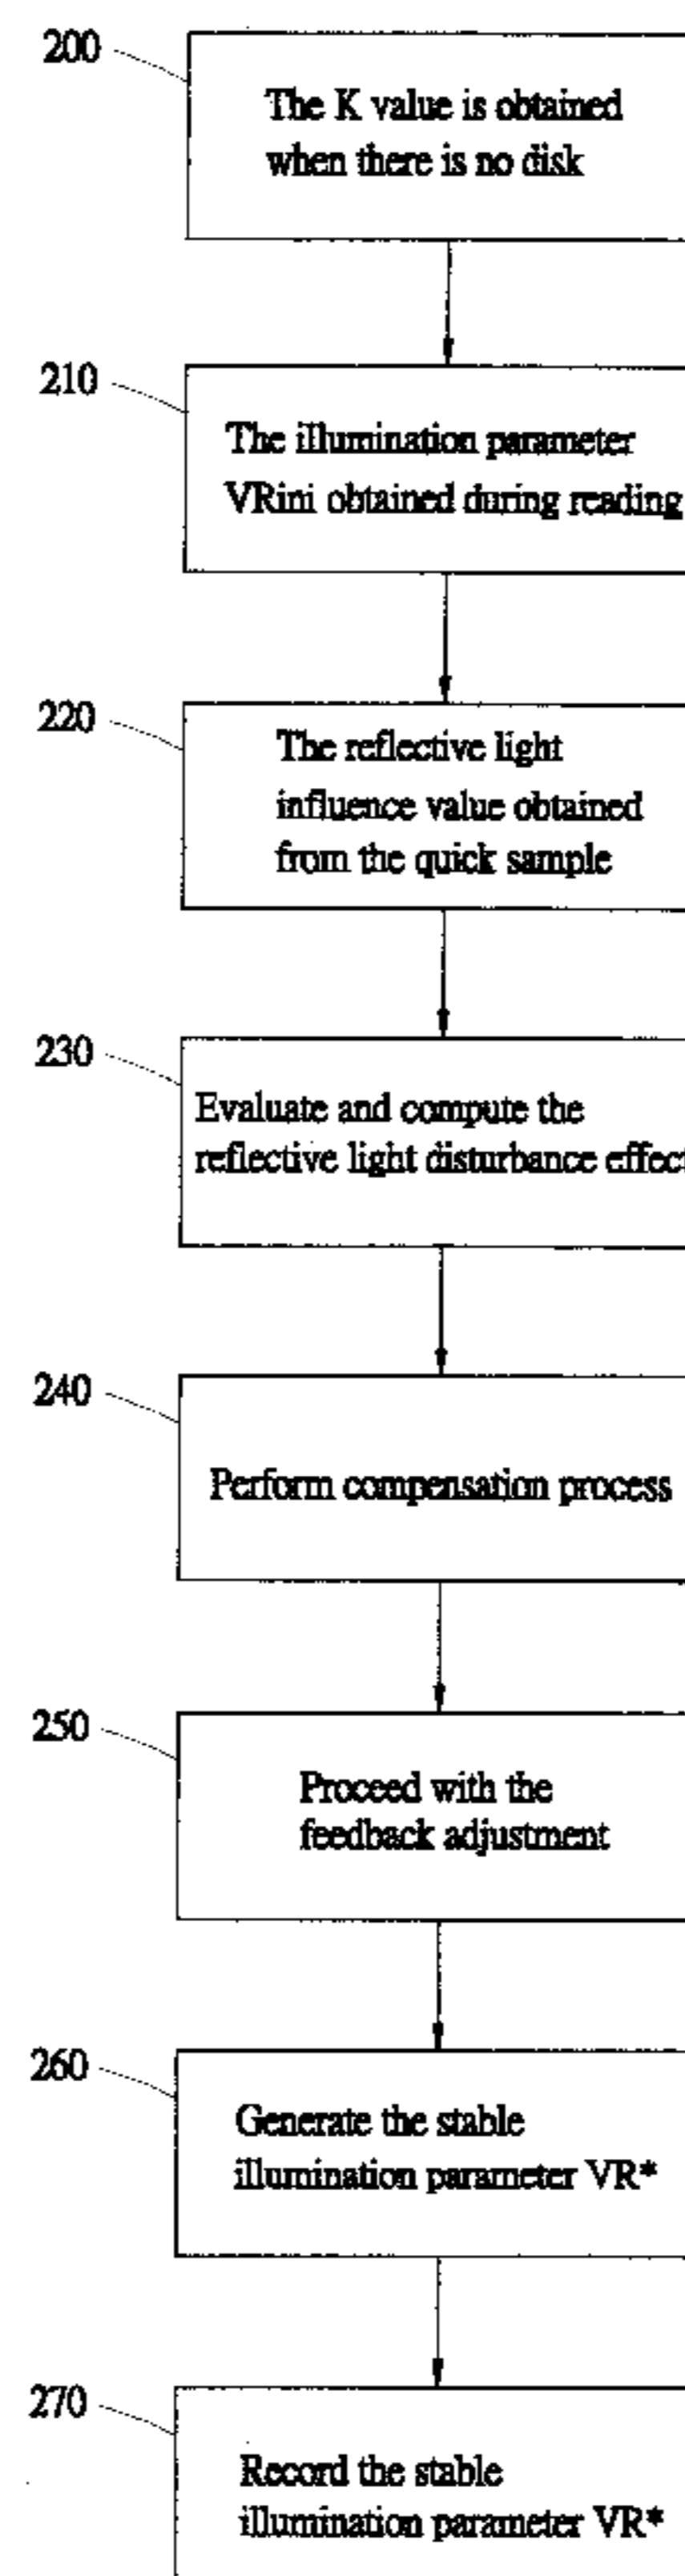 200
The K value is obtained
when there is no disk
210
The illumination parameter
VRini obtained during reading
220
The reflective light
influence value obtained
from the quick sample
230
Evaluate and compute the
reflective light disturbance effect
240
Perform compensation process
250
Proceed with the
feedback adjustment
260
Generate the stable
illumination parameter VR*
270
Record the stable
illumination parameter VR*